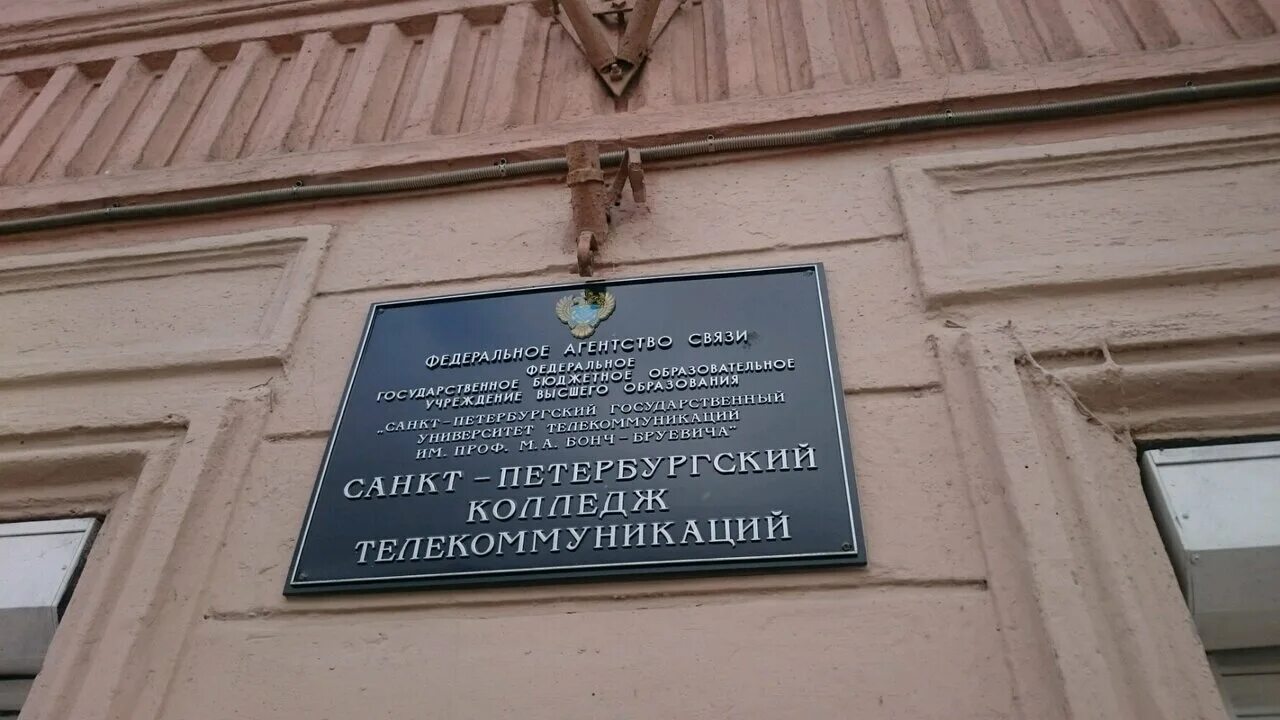 ФЕДЕРАЛЬНОЕ АГЕНТСТВО СВЯЗИ
ФЕДЕРАЛЬНОЕ
ГОСУДАРСТВЕННОЕ БЮДЖЕТНОЕ ОБРАЗОВАТЕЛЬНОЕ
УЧРЕЖДЕНИЕ ВЫСШЕГО ОБРАЗОВАНИЯ
„САНКТ-ПЕТЕРБУРГСКИЙ ГОСУДАРСТВЕННЫЙ
УНИВЕРСИТЕТ ТЕЛЕКОММУНИКАЦИЙ
ИМ. ПРОФ. М.А. БОНЧ-БРУЕВИЧА"
САНКТ-ПЕТЕРБУРГСКИЙ
КОЛЛЕДЖ
ТЕЛЕКОММУНИКАЦИЙ